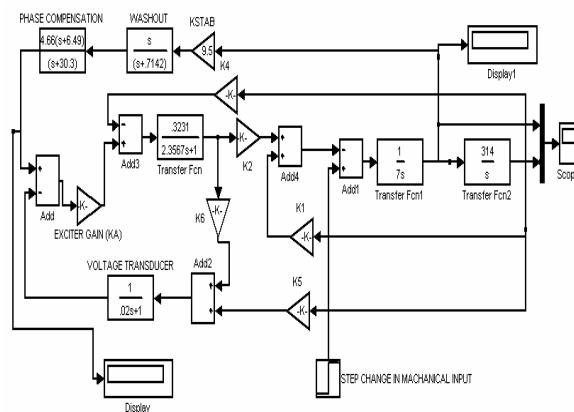 PHASE COMPENSATION
WASHOUT
KSTAB
4.66(s+6.49)
(s+30.3)
s
(s+.7142)
9.5
K4
-K-
Display1
Add3
.3231
2.3567s+1
Transfer Fcn
-K-
K2
Add4
Add1
1
7s
Transfer Fcn1
314
s
Transfer Fcn2
Scop
Add
-K-
EXCITER GAIN (KA)
-K-
K6
-K-
K1
VOLTAGE TRANSDUCER
1
.02s+1
Add2
K5
-K-
STEP CHANGE IN MACHANICAL INPUT
Display